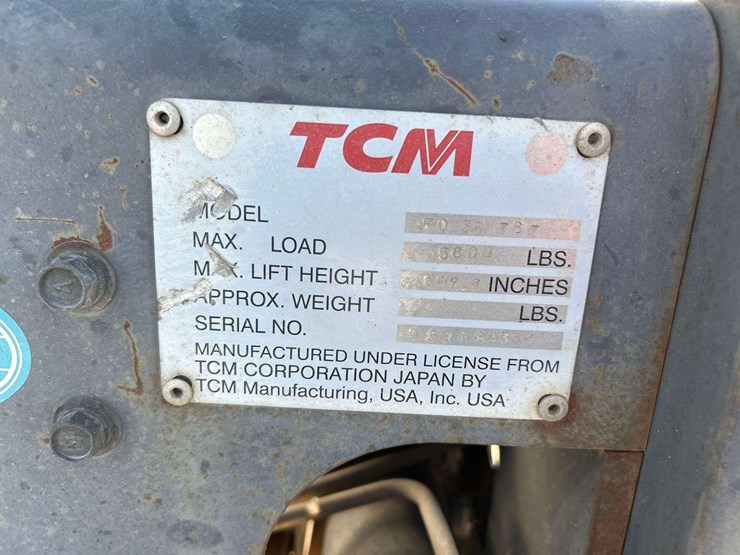 TCM
MODEL
MAX. LOAD LBS.
MAX. LIFT HEIGHT INCHES
APPROX. WEIGHT LBS.
SERIAL NO.
MANUFACTURED UNDER LICENSE FROM
TCM CORPORATION JAPAN BY
TCM Manufacturing, USA, Inc. USA